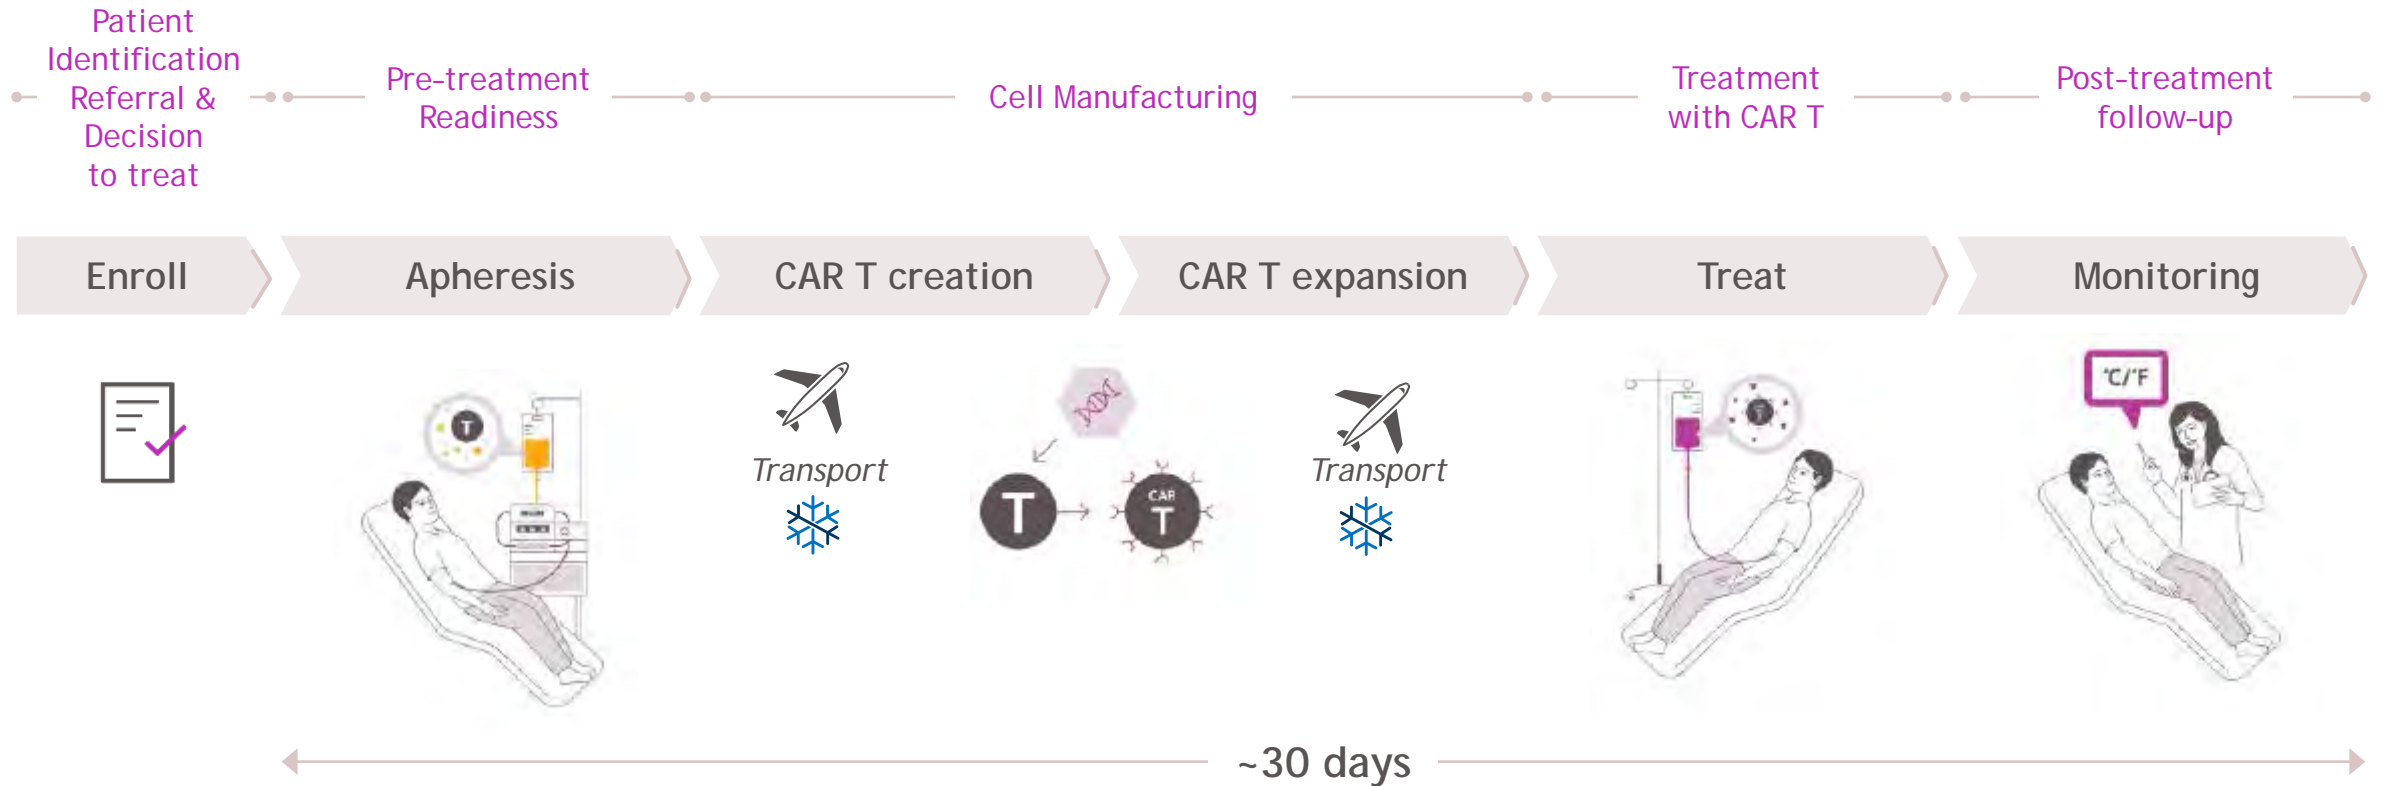 Patient
Identification
Referral &
Decision
to treat
Pre-treatment
Readiness
Cell Manufacturing
Treatment
with CAR T
Post-treatment
follow-up
Enroll
Apheresis
CAR T creation
CAR T expansion
Treat
Monitoring
T
Transport
T
CAR
T
Transport
°C/°F
~30 days